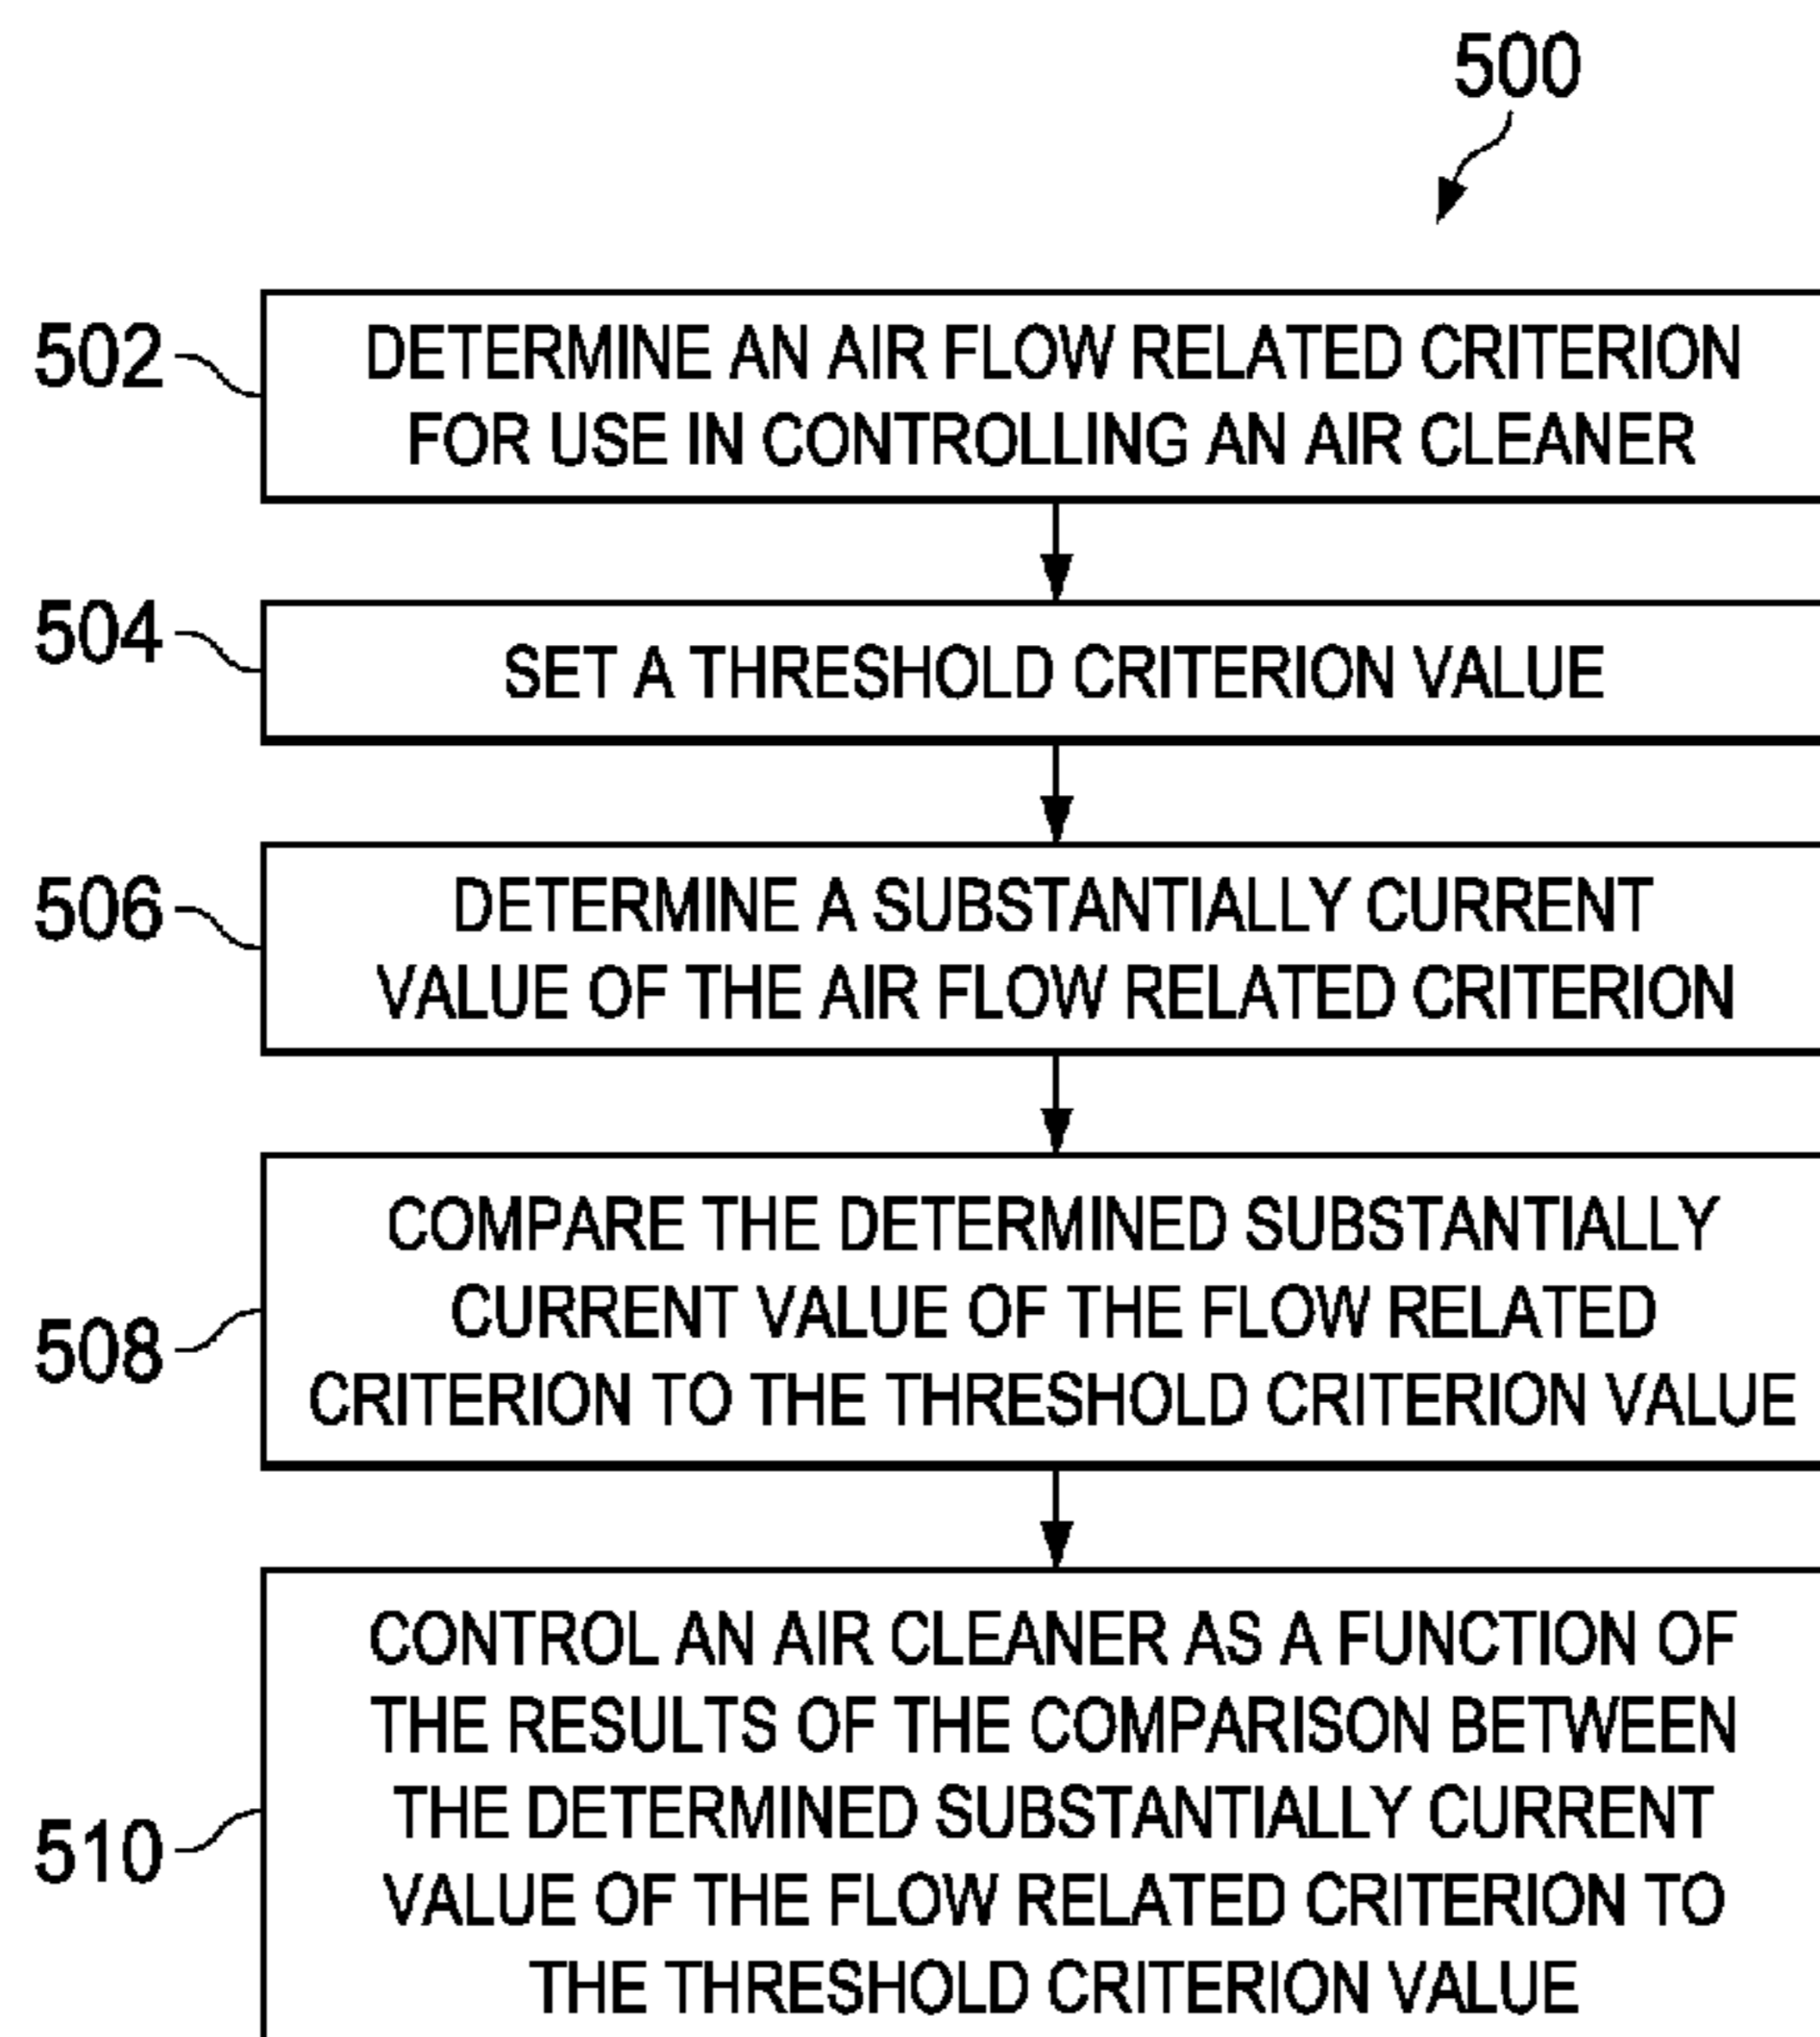 500
502
DETERMINE AN AIR FLOW RELATED CRITERION
FOR USE IN CONTROLLING AN AIR CLEANER
504
SET A THRESHOLD CRITERION VALUE
506
DETERMINE A SUBSTANTIALLY CURRENT
VALUE OF THE AIR FLOW RELATED CRITERION
508
COMPARE THE DETERMINED SUBSTANTIALLY
CURRENT VALUE OF THE FLOW RELATED
CRITERION TO THE THRESHOLD CRITERION VALUE
510
CONTROL AN AIR CLEANER AS A FUNCTION OF
THE RESULTS OF THE COMPARISON BETWEEN
THE DETERMINED SUBSTANTIALLY CURRENT
VALUE OF THE FLOW RELATED CRITERION TO
THE THRESHOLD CRITERION VALUE